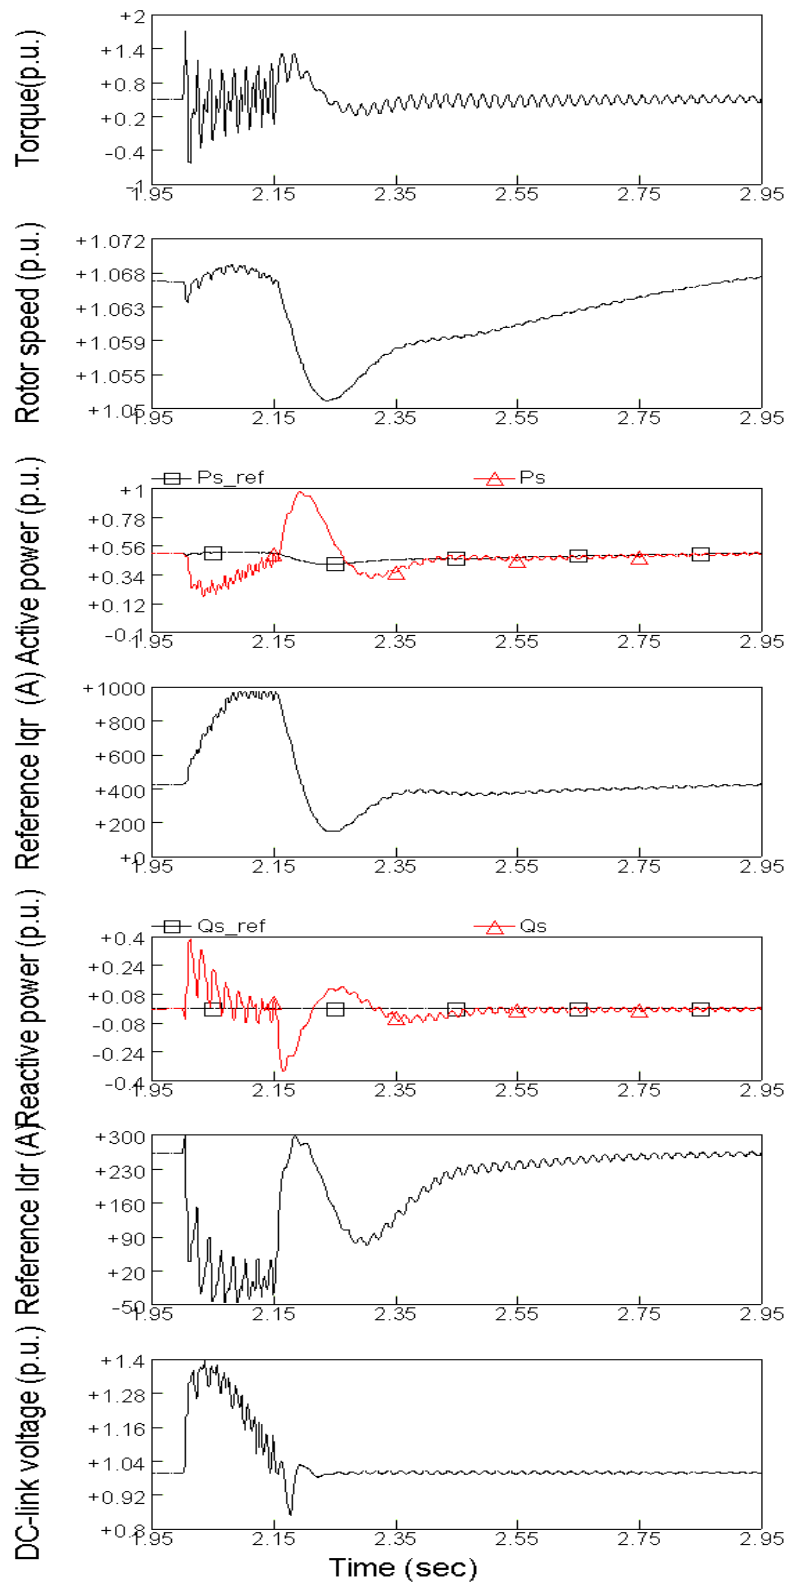 Torque(p.u.)
+2
+1.4
+0.8
+0.2
-0.4
-1
1.95 2.15 2.35 2.55 2.75 2.95
Rotor speed (p.u.)
+1.072
+1.068
+1.063
+1.059
+1.055
+1.05
1.95 2.15 2.35 2.55 2.75 2.95
Active power (p.u.)
Ps_ref Ps
+1
+0.78
+0.56
+0.34
+0.12
-0.1
1.95 2.15 2.35 2.55 2.75 2.95
Reference Iqr (A)
+1000
+800
+600
+400
+200
+0
1.95 2.15 2.35 2.55 2.75 2.95
Reactive power (p.u.)
Qs_ref Qs
+0.4
+0.24
+0.08
-0.08
-0.24
-0.4
1.95 2.15 2.35 2.55 2.75 2.95
Reference Idr (A)
+300
+230
+160
+90
+20
-50
1.95 2.15 2.35 2.55 2.75 2.95
DC-link voltage (p.u.)
+1.4
+1.28
+1.16
+1.04
+0.92
+0.8
1.95 2.15 2.35 2.55 2.75 2.95
Time (sec)